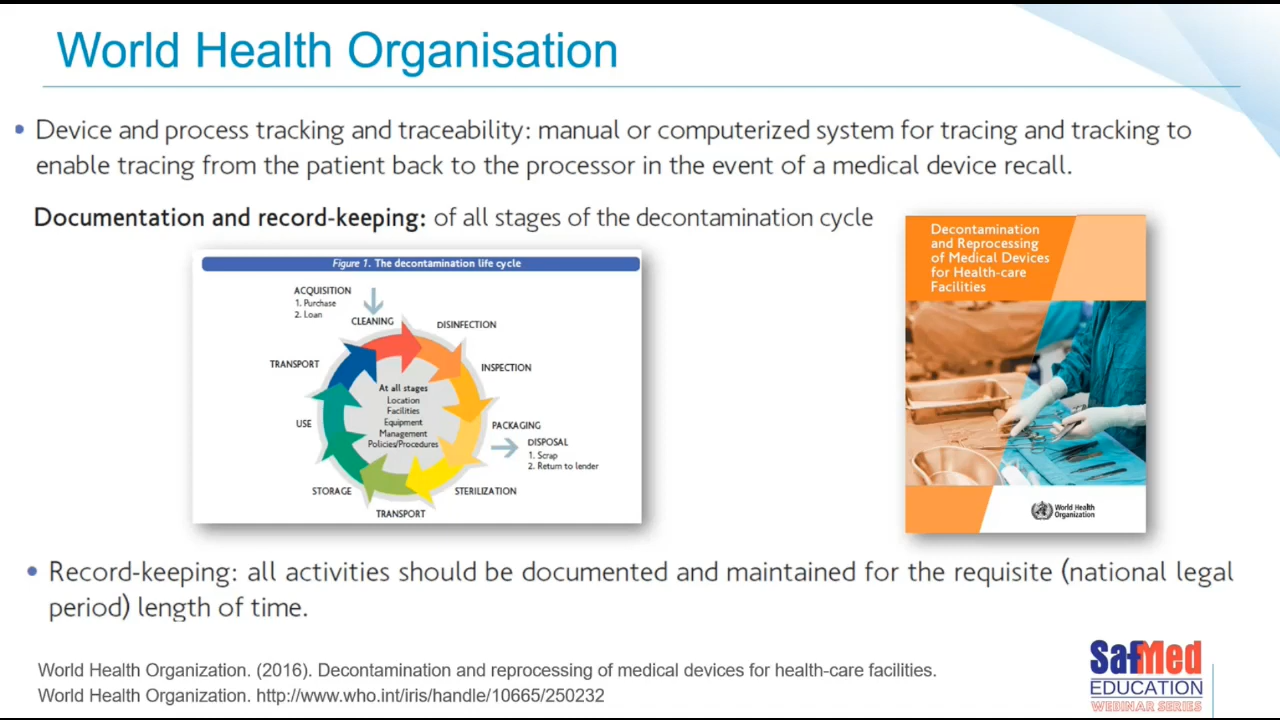 World Health Organisation
• Device and process tracking and traceability: manual or computerized system for tracing and tracking to
enable tracing from the patient back to the processor in the event of a medical device recall.
Documentation and record-keeping: of all stages of the decontamination cycle
Figure 1. The decontamination life cycle
ACQUISITION
1. Purchase
2. Loan
CLEANING
DISINFECTION
INSPECTION
PACKAGING
DISPOSAL
1. Scrap
2. Return to lender
STERILIZATION
TRANSPORT
STORAGE
USE
TRANSPORT
At all stages
Location
Facilities
Equipment
Management
Policies/Procedures
Decontamination
and Reprocessing
of Medical Devices
for Health-care
Facilities
World Health
Organization
• Record-keeping: all activities should be documented and maintained for the requisite (national legal
period) length of time.
World Health Organization. (2016). Decontamination and reprocessing of medical devices for health-care facilities.
World Health Organization. http://www.who.int/iris/handle/10665/250232
SafMed
EDUCATION
WEBINAR SERIES